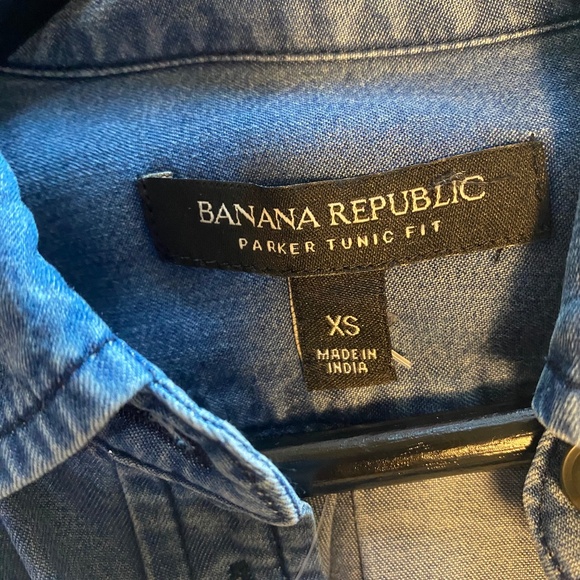 BANANA REPUBLIC
PARKER TUNIC FIT
XS
MADE IN
INDIA